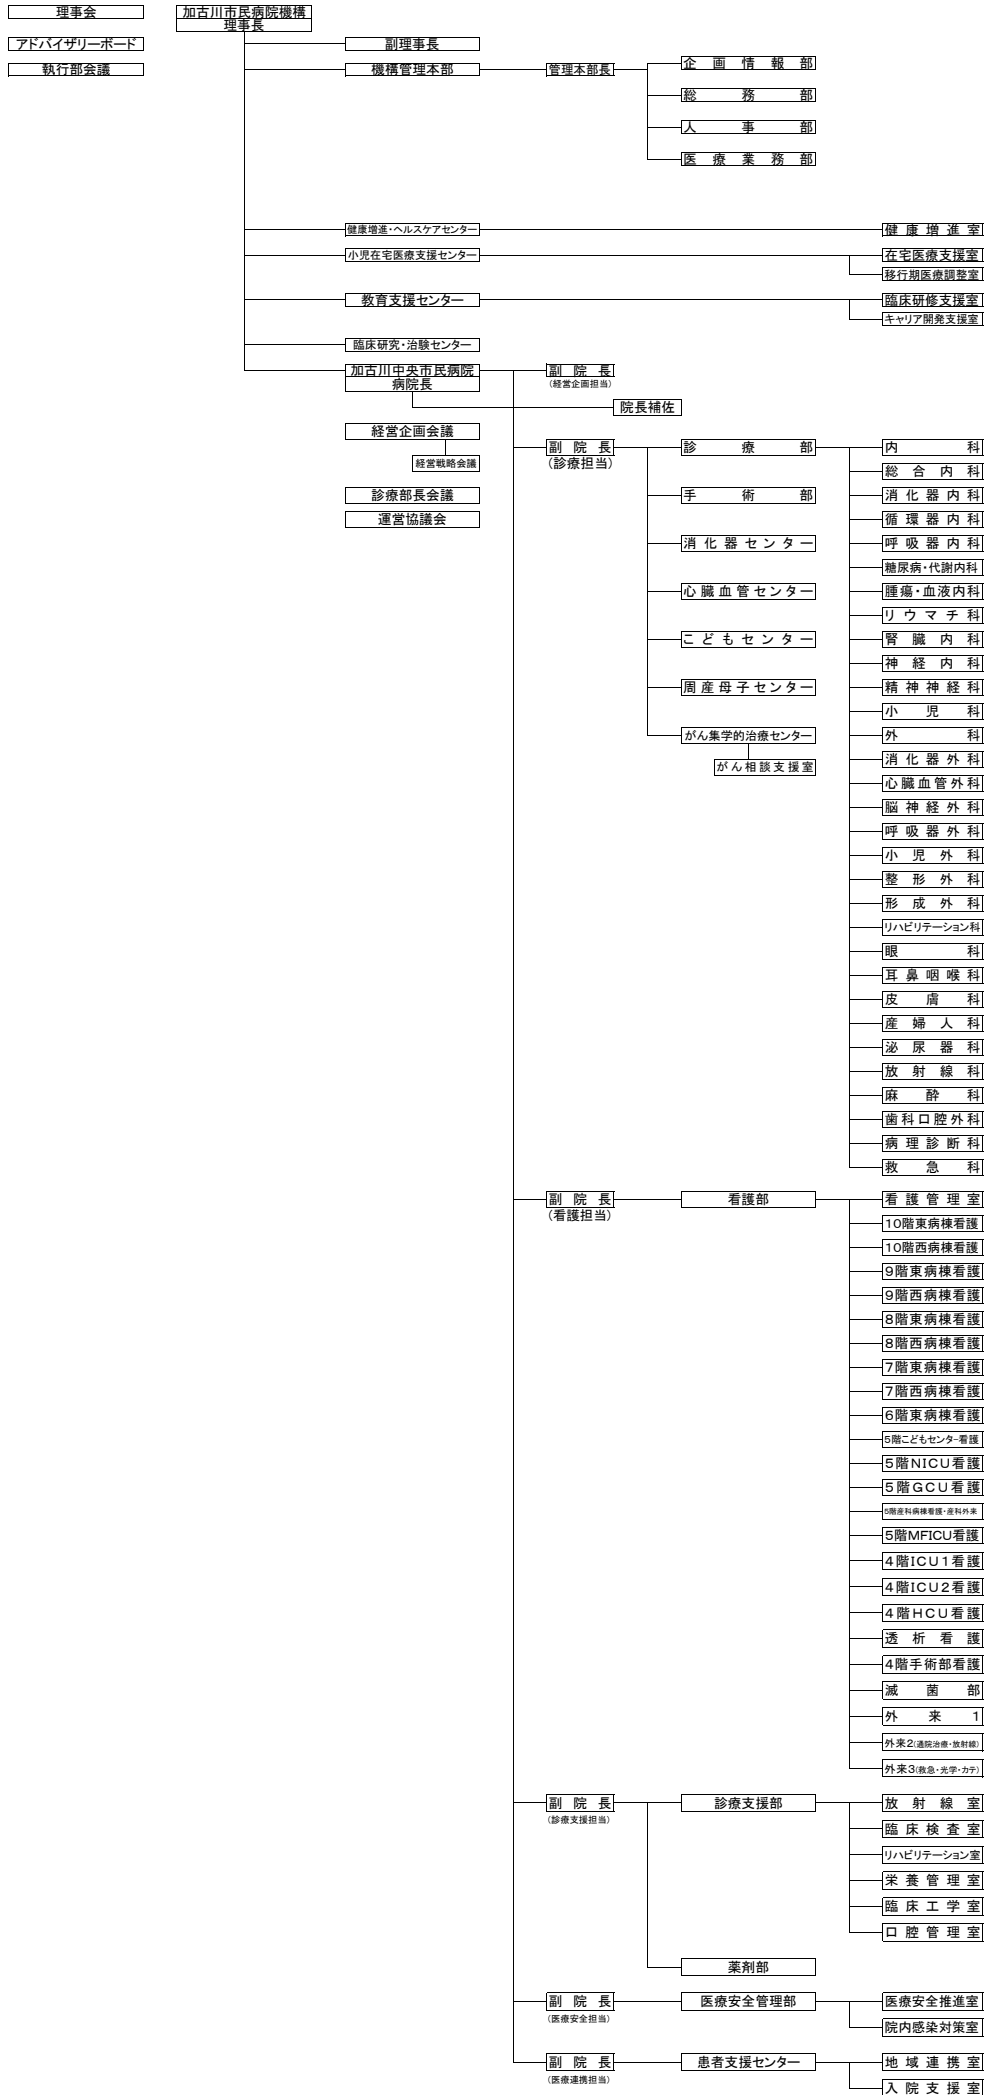 理事会
加古川市民病院機構
理事長
アドバイザリーボード
副理事長
執行部会議
機構管理本部
管理本部長
企画情報部
総務部
人事部
医療業務部
健康増進・ヘルスケアセンター
健康増進室
小児在宅医療支援センター
在宅医療支援室
移行期医療調整室
教育支援センター
臨床研修支援室
キャリア開発支援室
臨床研究・治験センター
加古川中央市民病院
病院長
副院長
(経営企画担当)
院長補佐
経営企画会議
経営戦略会議
診療部長会議
運営協議会
副院長
(診療担当)
診療部
手術部
消化器センター
心臓血管センター
こどもセンター
周産母子センター
がん集学的治療センター
がん相談支援室
内科
総合内科
消化器内科
循環器内科
呼吸器内科
糖尿病・代謝内科
腫瘍・血液内科
リウマチ科
腎臓内科
神経内科
精神神経科
小児科
外科
消化器外科
心臓血管外科
脳神経外科
呼吸器外科
小児外科
整形外科
形成外科
リハビリテーション科
眼科
耳鼻咽喉科
皮膚科
産婦人科
泌尿器科
放射線科
麻酔科
歯科口腔外科
病理診断科
救急科
副院長
(看護担当)
看護部
看護管理室
10階東病棟看護
10階西病棟看護
9階東病棟看護
9階西病棟看護
8階東病棟看護
8階西病棟看護
7階東病棟看護
7階西病棟看護
6階東病棟看護
5階こどもセンター看護
5階NICU看護
5階GCU看護
5階産科病棟看護・産科外来
5階MFICU看護
4階ICU1看護
4階ICU2看護
4階HCU看護
透析看護
4階手術部看護
滅菌部
外来1
外来2(通院治療・放射線)
外来3(救急・光学・カテ)
副院長
(診療支援担当)
診療支援部
放射線室
臨床検査室
リハビリテーション室
栄養管理室
臨床工学室
口腔管理室
薬剤部
副院長
(医療安全担当)
医療安全管理部
医療安全推進室
院内感染対策室
副院長
(医療連携担当)
患者支援センター
地域連携室
入院支援室